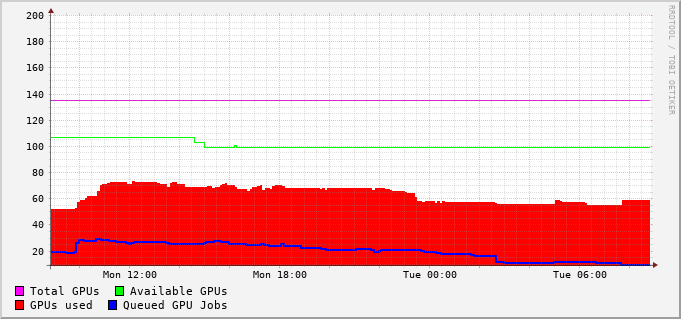 RRDTOOL / TOBI OETIKER
200
180
160
140
120
100
80
60
40
20
Mon 12:00 Mon 18:00 Tue 00:00 Tue 06:00
Total GPUs Available GPUs
GPUs used Queued GPU Jobs